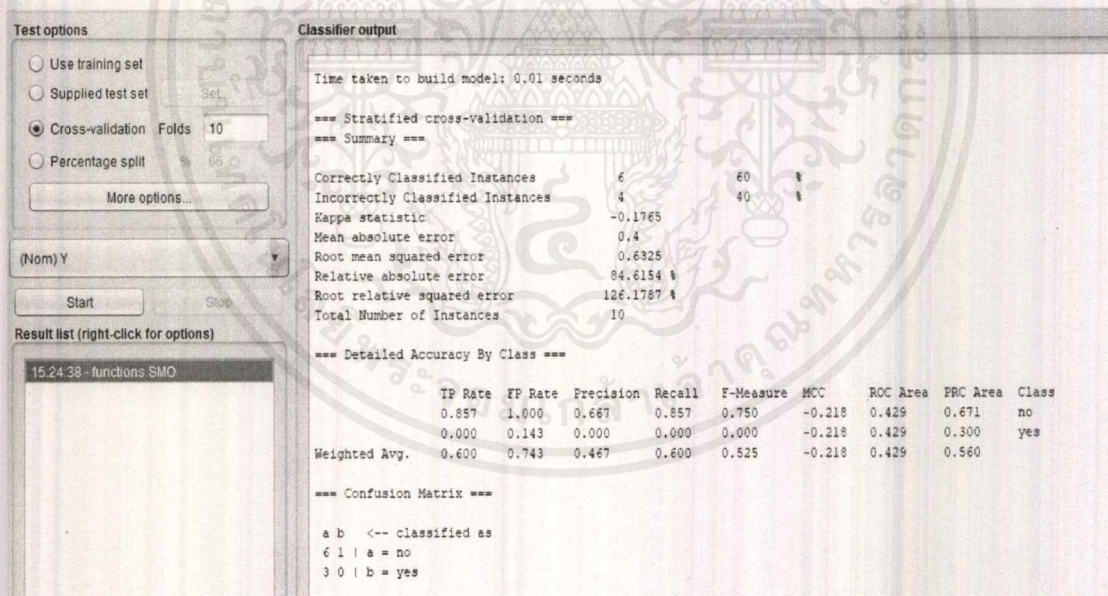 Test options
Use training set
Supplied test set Set...
Cross-validation Folds 10
Percentage split % 66
More options...
(Nom) Y
Start Stop
Result list (right-click for options)
15:24:38 - functions.SMO
Classifier output
Time taken to build model: 0.01 seconds
=== Stratified cross-validation ===
=== Summary ===
Correctly Classified Instances 6 60 %
Incorrectly Classified Instances 4 40 %
Kappa statistic -0.1765
Mean absolute error 0.4
Root mean squared error 0.6325
Relative absolute error 84.6154 %
Root relative squared error 126.1787 %
Total Number of Instances 10
=== Detailed Accuracy By Class ===
TP Rate FP Rate Precision Recall F-Measure MCC ROC Area PRC Area Class
0.857 1.000 0.667 0.857 0.750 -0.218 0.429 0.671 no
0.000 0.143 0.000 0.000 0.000 -0.218 0.429 0.300 yes
Weighted Avg. 0.600 0.743 0.467 0.600 0.525 -0.218 0.429 0.560
=== Confusion Matrix ===
a b <-- classified as
6 1 | a = no
3 0 | b = yes